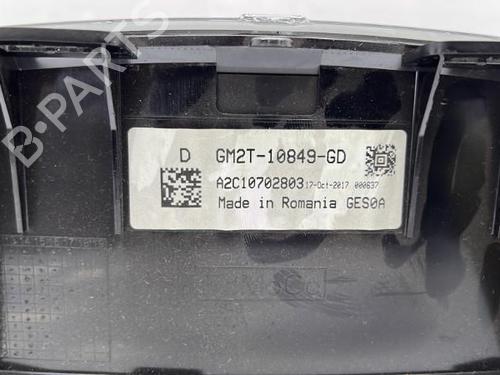 B-PARTS
D GM2T-10849-GD
A2C10702803 17-Oct-2017 000637
Made in Romania GES0A